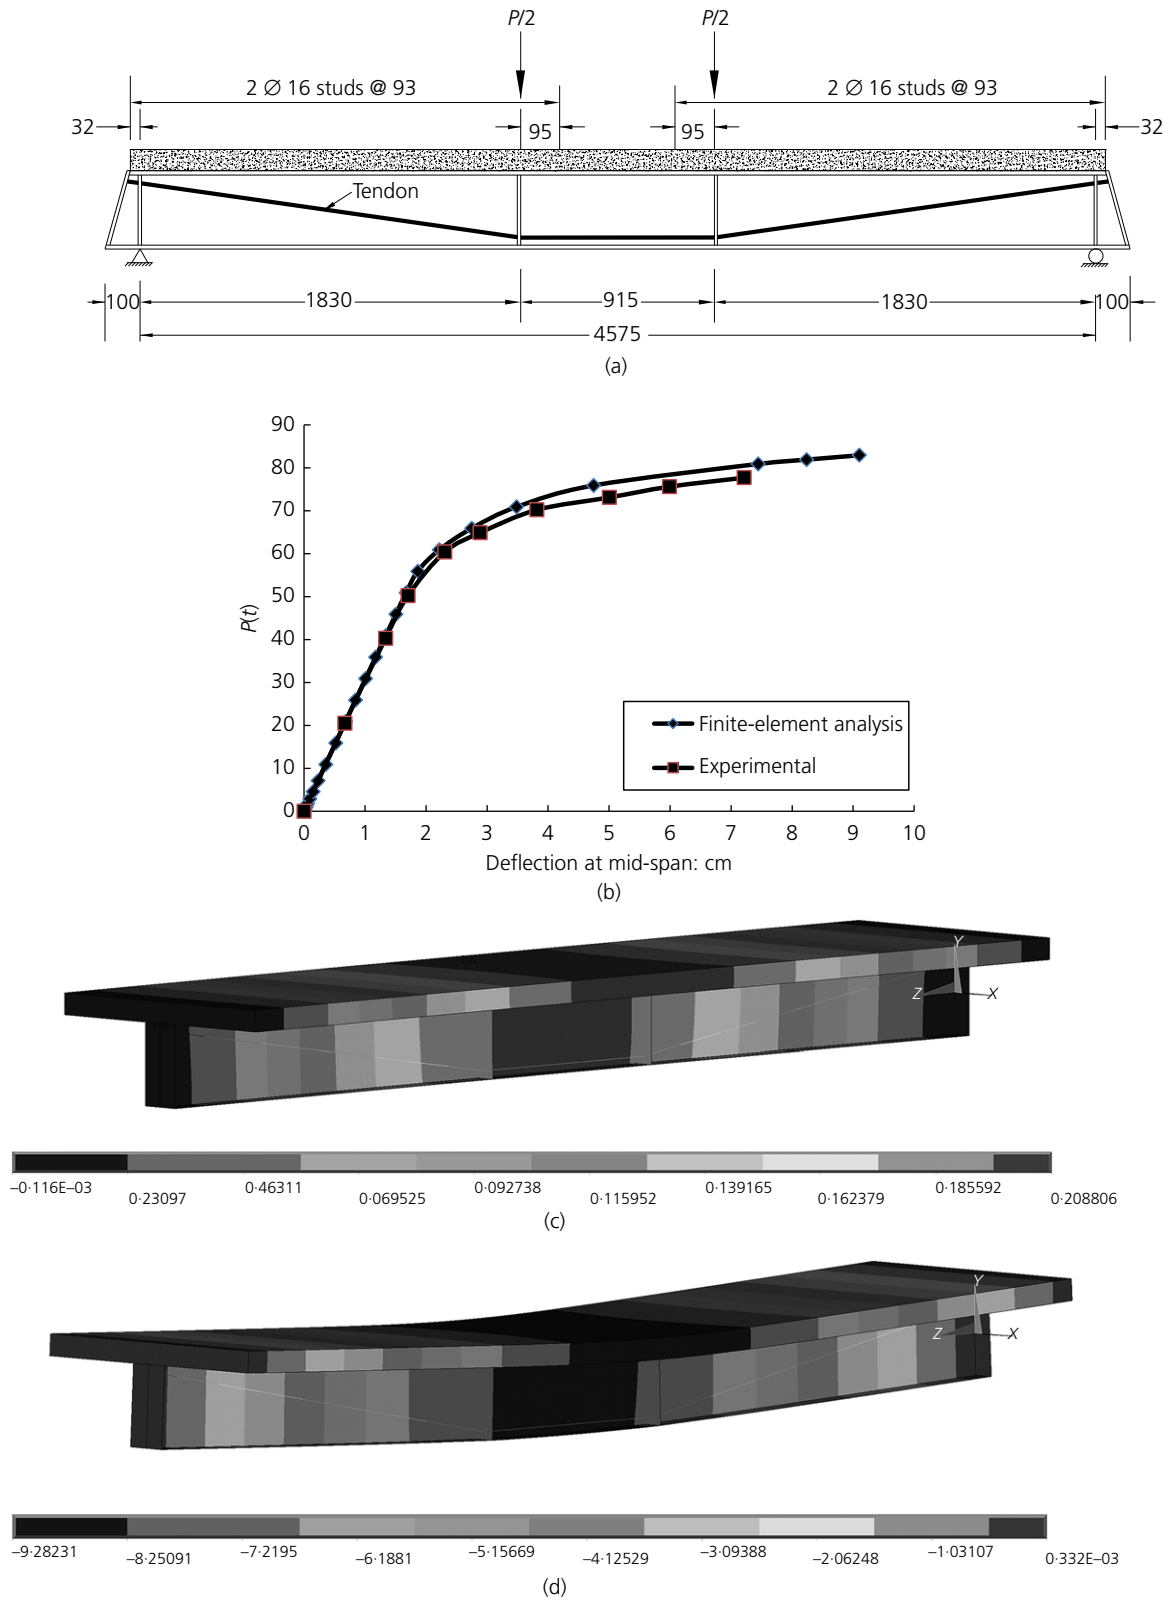 P/2 P/2
2 Ø 16 studs @ 93 2 Ø 16 studs @ 93
32 95 95 32
Tendon
100 1830 915 1830 100
4575
(a)
90
80
70
60
50
40
30
20
10
0
P(t)
Finite-element analysis
Experimental
0 1 2 3 4 5 6 7 8 9 10
Deflection at mid-span: cm
(b)
Y
Z X
–0·116E–03 0·46311 0·092738 0·139165 0·185592
0·23097 0·069525 0·115952 0·162379 0·208806
(c)
Y
Z X
–9·28231 –7·2195 –5·15669 –3·09388 –1·03107
–8·25091 –6·1881 –4·12529 –2·06248 0·332E–03
(d)